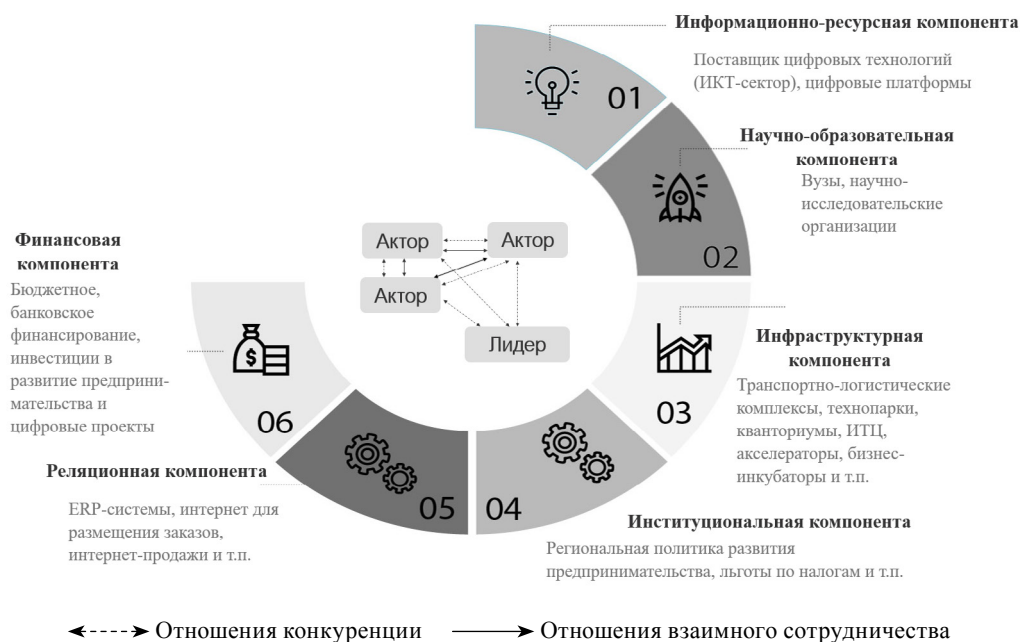 Информационно-ресурсная компонента
Поставщик цифровых технологий
(ИКТ-сектор), цифровые платформы
01
Научно-образовательная
компонента
Вузы, научно-
исследовательские
организации
02
Инфраструктурная
компонента
Транспортно-логистические
комплексы, технопарки,
кванториумы, ИТЦ,
акселераторы, бизнес-
инкубаторы и т.п.
03
Институциональная компонента
Региональная политика развития
предпринимательства, льготы по налогам и т.п.
04
Реляционная компонента
ERP-системы, интернет для
размещения заказов,
интернет-продажи и т.п.
05
Финансовая
компонента
Бюджетное,
банковское
финансирование,
инвестиции в
развитие предприни-
мательства и
цифровые проекты
$
06
Актор
Актор
Актор
Лидер
Отношения конкуренции
Отношения взаимного сотрудничества